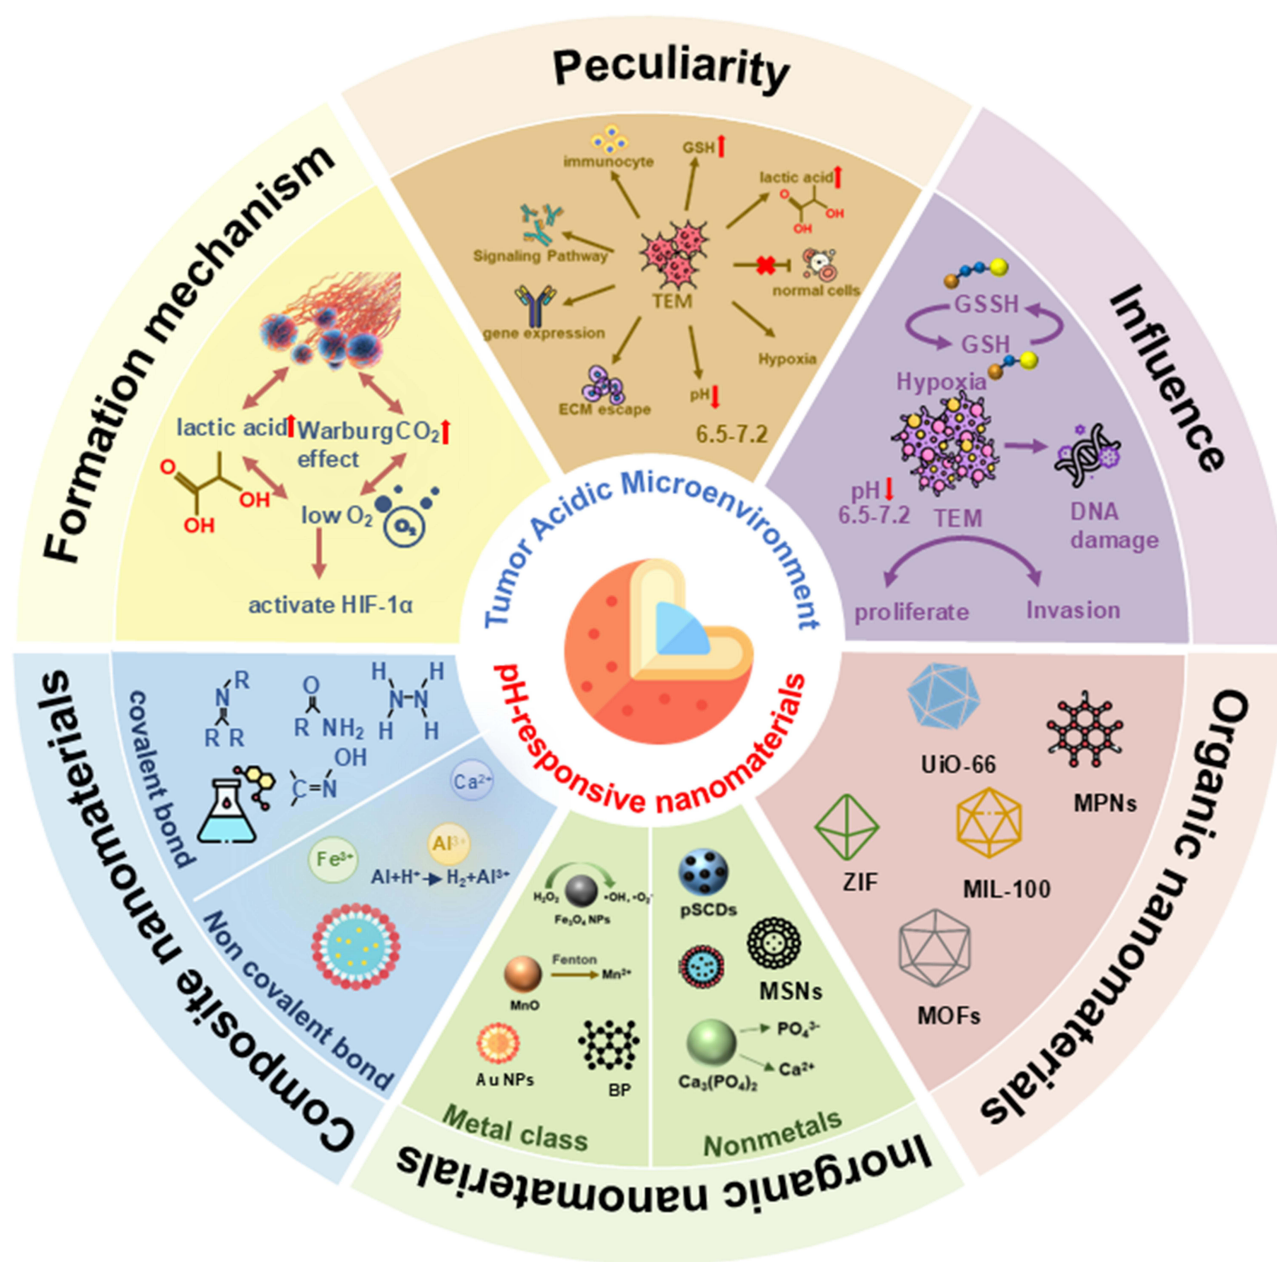 Peculiarity
immunocyte
GSH
lactic acid
O
OH
OH
Signaling Pathway
normal cells
TEM
gene expression
Hypoxia
ECM escape
pH
6.5-7.2
Influence
GSSH
GSH
Hypoxia
pH
6.5-7.2
TEM
DNA
damage
proliferate
Invasion
Organic nanomaterials
UiO-66
MPNs
ZIF
MIL-100
MOFs
Inorganic nanomaterials
Nonmetals
pSCDs
MSNs
Ca₃(PO₄)₂
PO₄³⁻
Ca²⁺
Metal class
H₂O₂
•OH, •O₂⁻
Fe₃O₄ NPs
Fenton
MnO
Mn²⁺
Au NPs
BP
Composite nanomaterials
covalent bond
N
R
R R
O
R NH₂
H H
N-N
H H
OH
C=N
Non covalent bond
Ca²⁺
Al³⁺
Fe³⁺
Al+H⁺→H₂+Al³⁺
Formation mechanism
lactic acid
Warburg
effect
CO₂
O
OH
OH
low O₂
O₂
activate HIF-1α
Tumor Acidic Microenvironment
pH-responsive nanomaterials